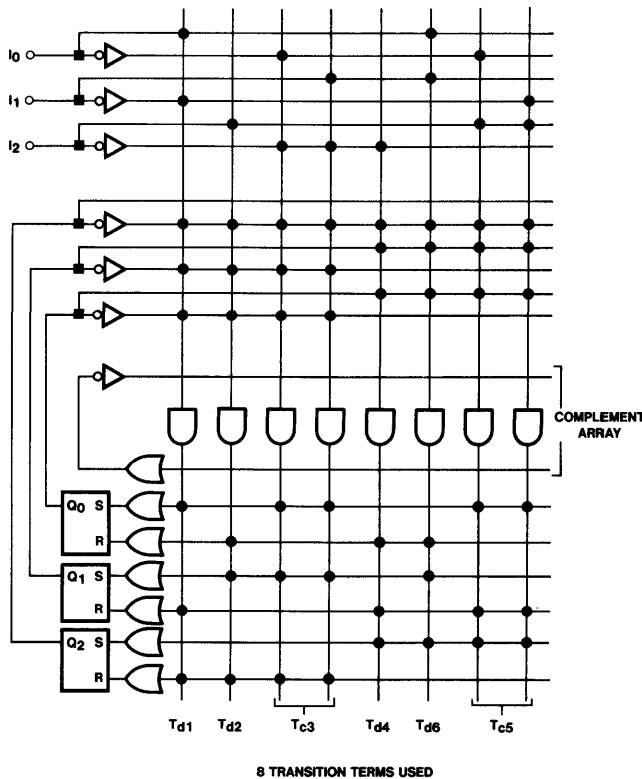 I0
I1
I2
COMPLEMENT
ARRAY
Q0 S
R
Q1 S
R
Q2 S
R
Td1 Td2 Tc3 Td4 Td6 Tc5
8 TRANSITION TERMS USED